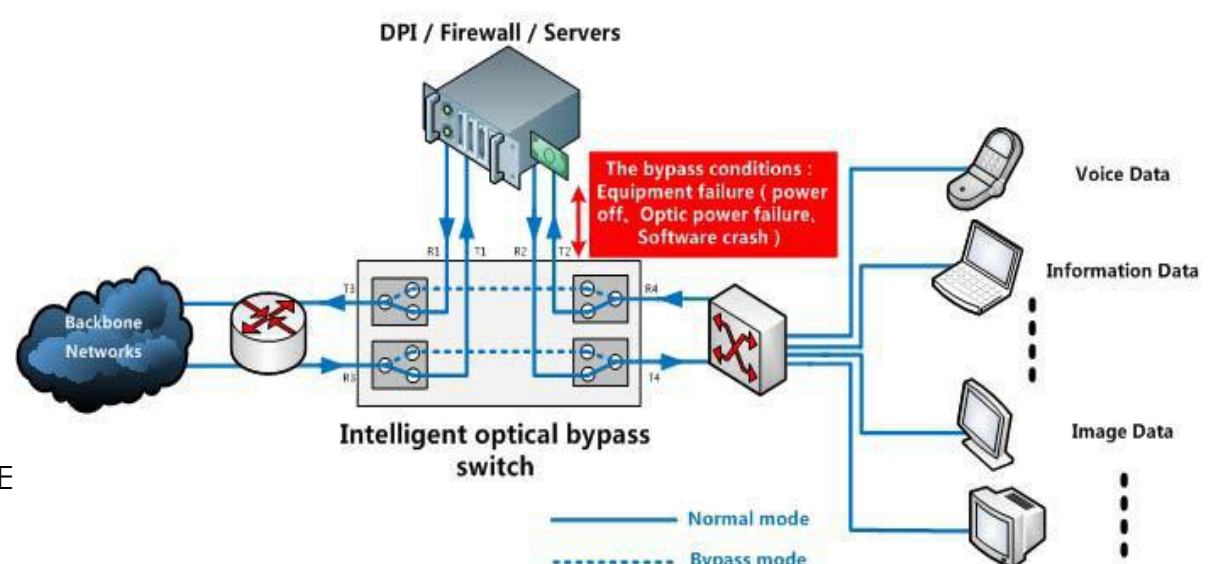 DPI / Firewall / Servers
The bypass conditions :
Equipment failure ( power
off、Optic power failure、
Software crash )
Voice Data
R1
T1
R2
T2
Information Data
T3
R4
Backbone
Networks
R3
T4
Intelligent optical bypass
switch
Image Data
E
Normal mode
Bypass mode